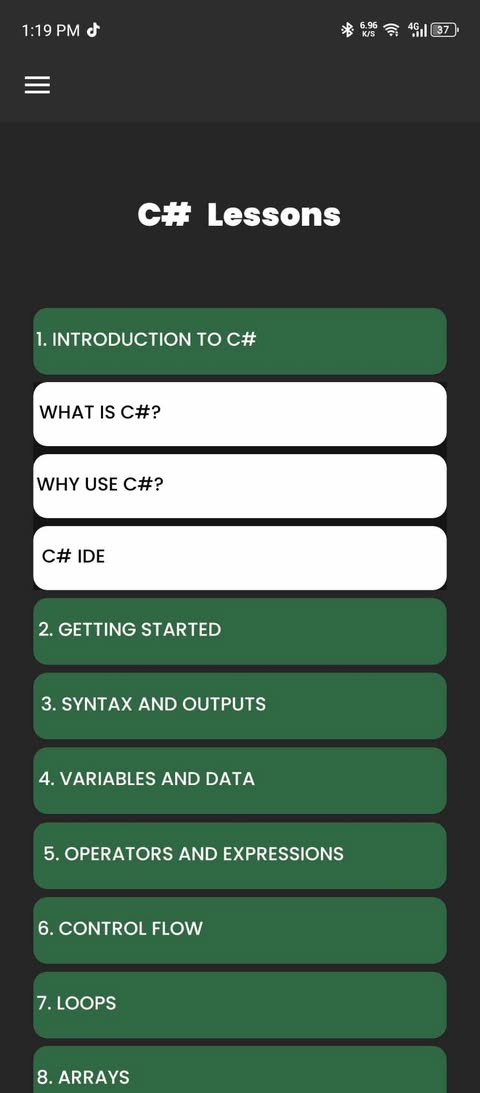 1:19 PM
6.96
K/S
4G
37
C# Lessons
1. INTRODUCTION TO C#
WHAT IS C#?
WHY USE C#?
C# IDE
2. GETTING STARTED
3. SYNTAX AND OUTPUTS
4. VARIABLES AND DATA
5. OPERATORS AND EXPRESSIONS
6. CONTROL FLOW
7. LOOPS
8. ARRAYS